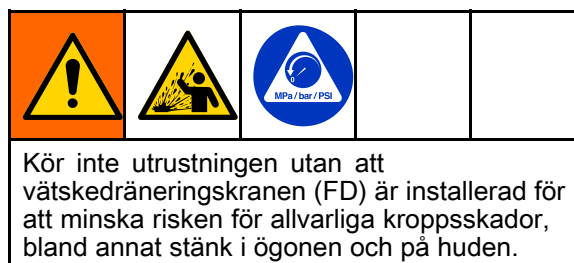 0
MPa / bar / PSI
Kör inte utrustningen utan att
vätskedräneringskranen (FD) är installerad för
att minska risken för allvarliga kroppsskador,
bland annat stänk i ögonen och på huden.